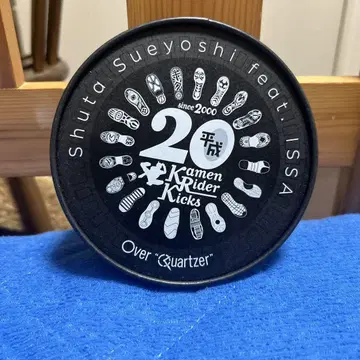 Shuta Sueyoshi feat. ISSA
since 2000
20
平成
Kamen
Rider
Kicks
Over "Quartzer"